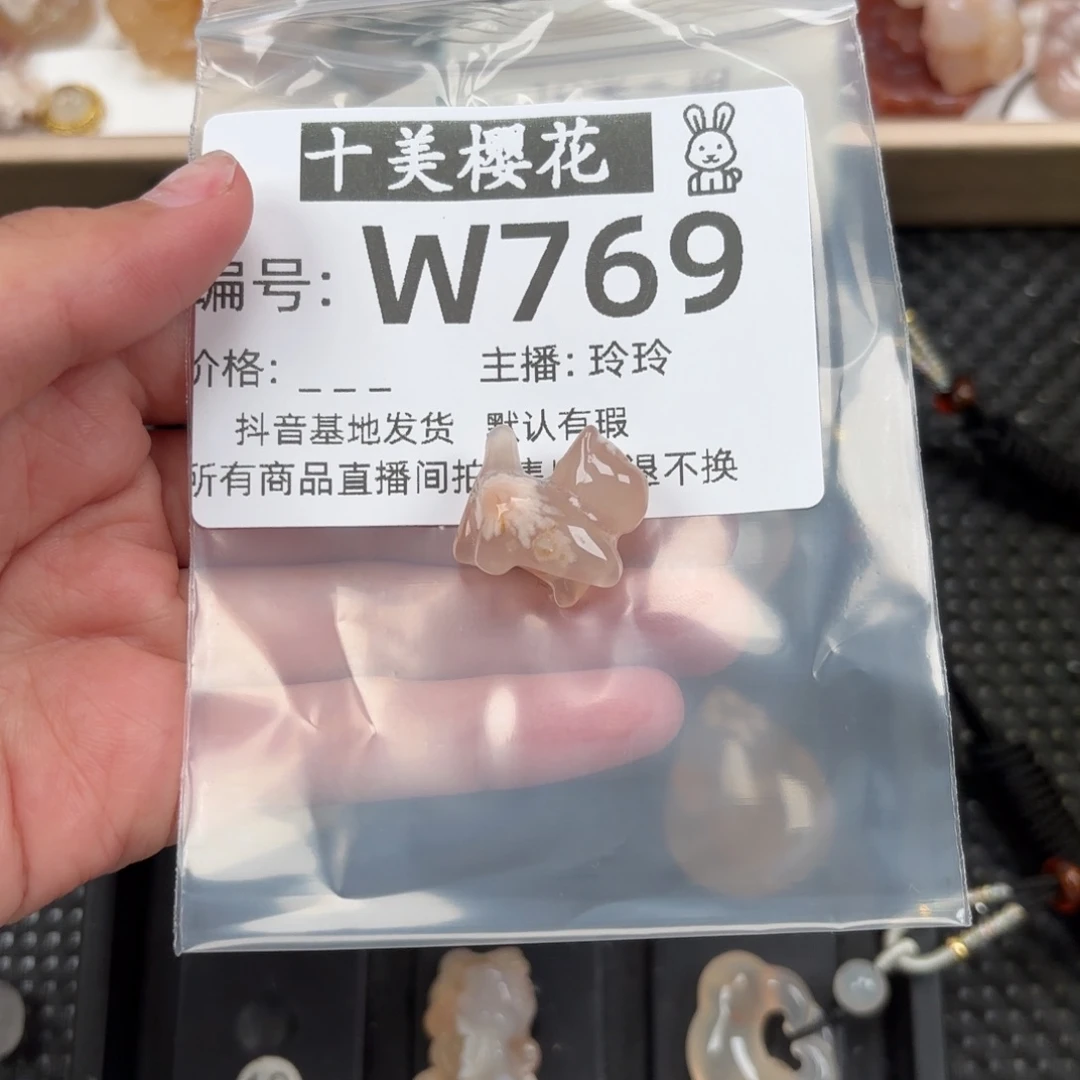 十美樱花
编号: W769
价格: _ _ _ 主播: 玲玲
抖音基地发货 默认有瑕
所有商品直播间拍 退不换